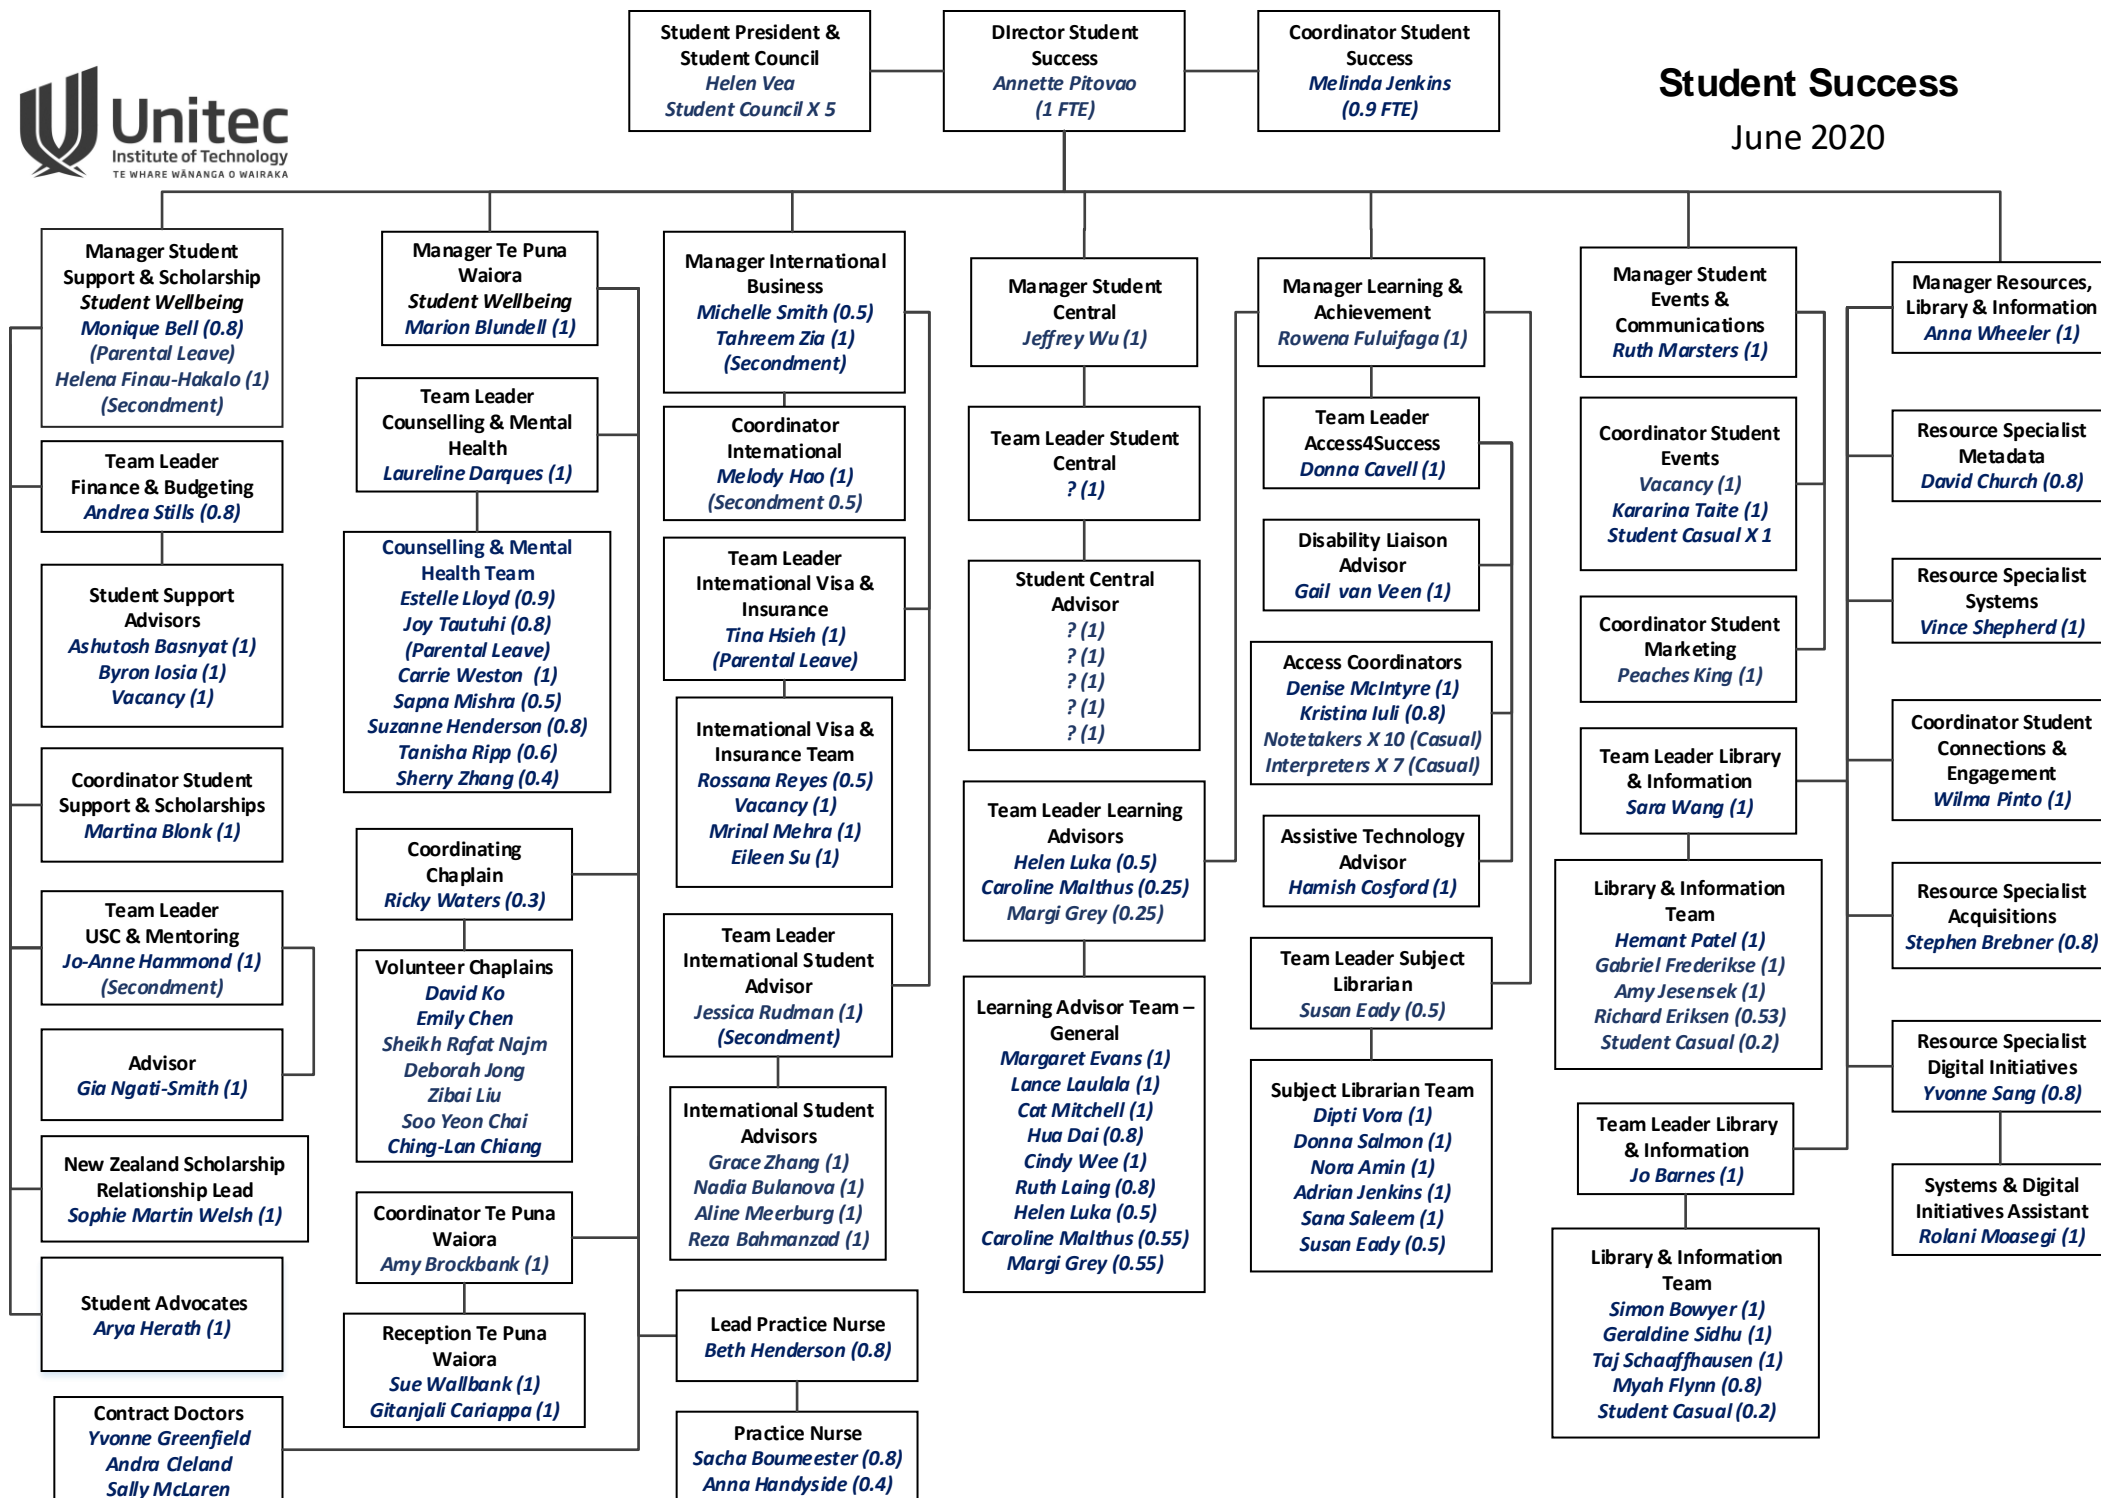 Unitec
Institute of Technology
TE WHARE WĀNANGA O WAIRAKA
Student President &
Student Council
Helen Vea
Student Council X 5
DIrector Student
Success
Annette Pitovao
(1 FTE)
Coordinator Student
Success
Melinda Jenkins
(0.9 FTE)
Student Success
June 2020
Manager Student
Support & Scholarship
Student Wellbeing
Monique Bell (0.8)
(Parental Leave)
Helena Finau-Hakalo (1)
(Secondment)
Team Leader
Finance & Budgeting
Andrea Stills (0.8)
Student Support
Advisors
Ashutosh Basnyat (1)
Byron Iosia (1)
Vacancy (1)
Coordinator Student
Support & Scholarships
Martina Blonk (1)
Team Leader
USC & Mentoring
Jo-Anne Hammond (1)
(Secondment)
Advisor
Gia Ngati-Smith (1)
New Zealand Scholarship
Relationship Lead
Sophie Martin Welsh (1)
Student Advocates
Arya Herath (1)
Contract Doctors
Yvonne Greenfield
Andra Cleland
Sally McLaren
Manager Te Puna
Waiora
Student Wellbeing
Marion Blundell (1)
Team Leader
Counselling & Mental
Health
Laureline Darques (1)
Counselling & Mental
Health Team
Estelle Lloyd (0.9)
Joy Tautuhi (0.8)
(Parental Leave)
Carrie Weston (1)
Sapna Mishra (0.5)
Suzanne Henderson (0.8)
Tanisha Ripp (0.6)
Sherry Zhang (0.4)
Coordinating
Chaplain
Ricky Waters (0.3)
Volunteer Chaplains
David Ko
Emily Chen
Sheikh Rafat Najm
Deborah Jong
Zibai Liu
Soo Yeon Chai
Ching-Lan Chiang
Coordinator Te Puna
Waiora
Amy Brockbank (1)
Reception Te Puna
Waiora
Sue Wallbank (1)
Gitanjali Cariappa (1)
Manager International
Business
Michelle Smith (0.5)
Tahreem Zia (1)
(Secondment)
Coordinator
International
Melody Hao (1)
(Secondment 0.5)
Team Leader
International Visa &
Insurance
Tina Hsieh (1)
(Parental Leave)
International Visa &
Insurance Team
Rossana Reyes (0.5)
Vacancy (1)
Mrinal Mehra (1)
Eileen Su (1)
Team Leader
International Student
Advisor
Jessica Rudman (1)
(Secondment)
International Student
Advisors
Grace Zhang (1)
Nadia Bulanova (1)
Aline Meerburg (1)
Reza Bahmanzad (1)
Lead Practice Nurse
Beth Henderson (0.8)
Practice Nurse
Sacha Boumeester (0.8)
Anna Handyside (0.4)
Manager Student
Central
Jeffrey Wu (1)
Team Leader Student
Central
? (1)
Student Central
Advisor
? (1)
? (1)
? (1)
? (1)
? (1)
Team Leader Learning
Advisors
Helen Luka (0.5)
Caroline Malthus (0.25)
Margi Grey (0.25)
Learning Advisor Team –
General
Margaret Evans (1)
Lance Laulala (1)
Cat Mitchell (1)
Hua Dai (0.8)
Cindy Wee (1)
Ruth Laing (0.8)
Helen Luka (0.5)
Caroline Malthus (0.55)
Margi Grey (0.55)
Manager Learning &
Achievement
Rowena Fuluifaga (1)
Team Leader
Access4Success
Donna Cavell (1)
Disability Liaison
Advisor
Gail van Veen (1)
Access Coordinators
Denise McIntyre (1)
Kristina Iuli (0.8)
Notetakers X 10 (Casual)
Interpreters X 7 (Casual)
Assistive Technology
Advisor
Hamish Cosford (1)
Team Leader Subject
Librarian
Susan Eady (0.5)
Subject Librarian Team
Dipti Vora (1)
Donna Salmon (1)
Nora Amin (1)
Adrian Jenkins (1)
Sana Saleem (1)
Susan Eady (0.5)
Manager Student
Events &
Communications
Ruth Marsters (1)
Coordinator Student
Events
Vacancy (1)
Kararina Taite (1)
Student Casual X 1
Coordinator Student
Marketing
Peaches King (1)
Team Leader Library
& Information
Sara Wang (1)
Library & Information
Team
Hemant Patel (1)
Gabriel Frederikse (1)
Amy Jesensek (1)
Richard Eriksen (0.53)
Student Casual (0.2)
Team Leader Library
& Information
Jo Barnes (1)
Library & Information
Team
Simon Bowyer (1)
Geraldine Sidhu (1)
Taj Schaaffhausen (1)
Myah Flynn (0.8)
Student Casual (0.2)
Manager Resources,
Library & Information
Anna Wheeler (1)
Resource Specialist
Metadata
David Church (0.8)
Resource Specialist
Systems
Vince Shepherd (1)
Coordinator Student
Connections &
Engagement
Wilma Pinto (1)
Resource Specialist
Acquisitions
Stephen Brebner (0.8)
Resource Specialist
Digital Initiatives
Yvonne Sang (0.8)
Systems & Digital
Initiatives Assistant
Rolani Moasegi (1)